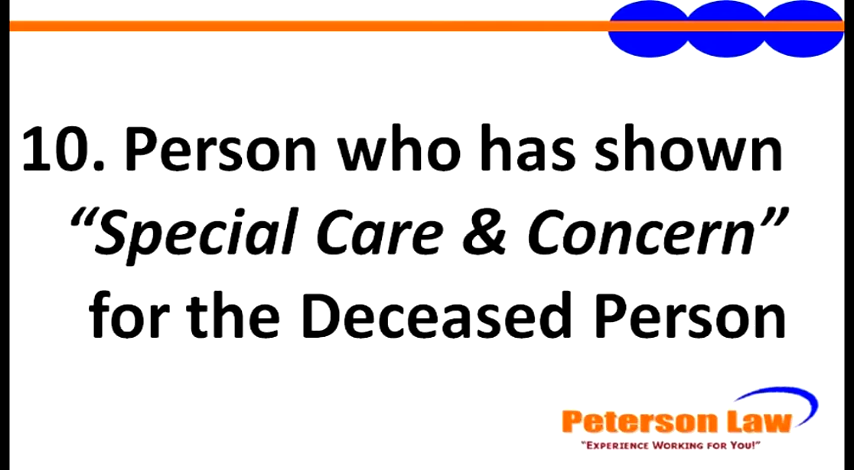 10. Person who has shown
“Special Care & Concern”
for the Deceased Person
Peterson Law
“Experience Working for You!”